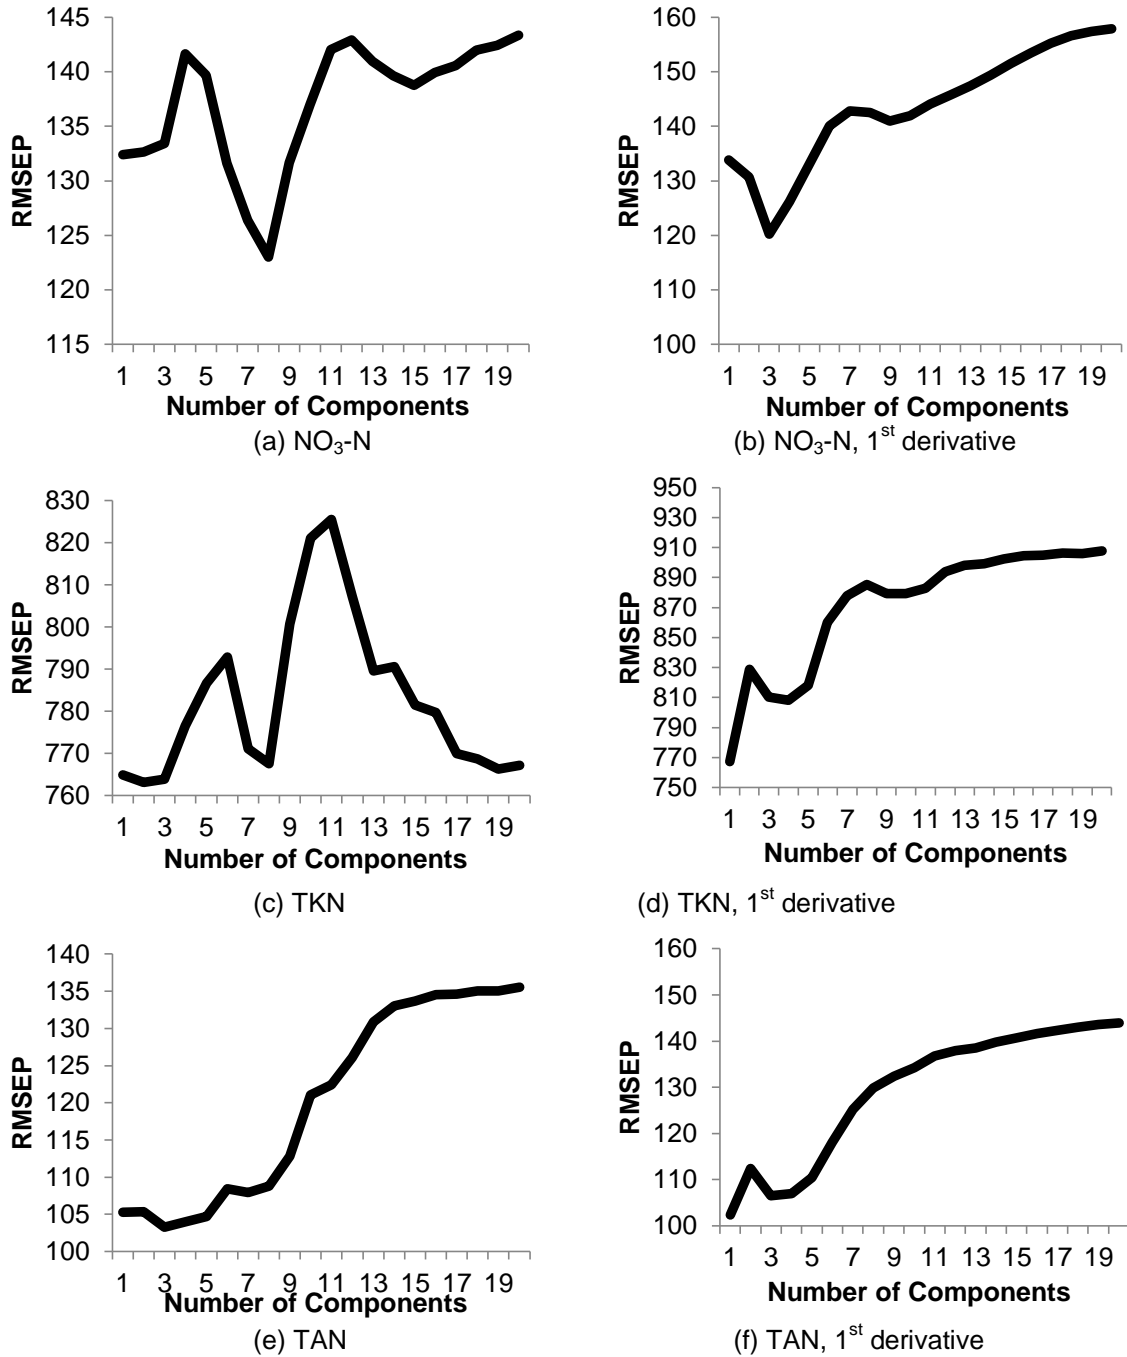 145
140
135
130
125
120
115
RMSEP
1 3 5 7 9 11 13 15 17 19
Number of Components
(a) NO₃-N
160
150
140
130
120
110
100
RMSEP
1 3 5 7 9 11 13 15 17 19
Number of Components
(b) NO₃-N, 1ˢᵗ derivative
830
820
810
800
790
780
770
760
RMSEP
1 3 5 7 9 11 13 15 17 19
Number of Components
(c) TKN
950
930
910
890
870
850
830
810
790
770
750
RMSEP
1 3 5 7 9 11 13 15 17 19
Number of Components
(d) TKN, 1ˢᵗ derivative
140
135
130
125
120
115
110
105
100
RMSEP
1 3 5 7 9 11 13 15 17 19
Number of Components
(e) TAN
160
150
140
130
120
110
100
RMSEP
1 3 5 7 9 11 13 15 17 19
Number of Components
(f) TAN, 1ˢᵗ derivative